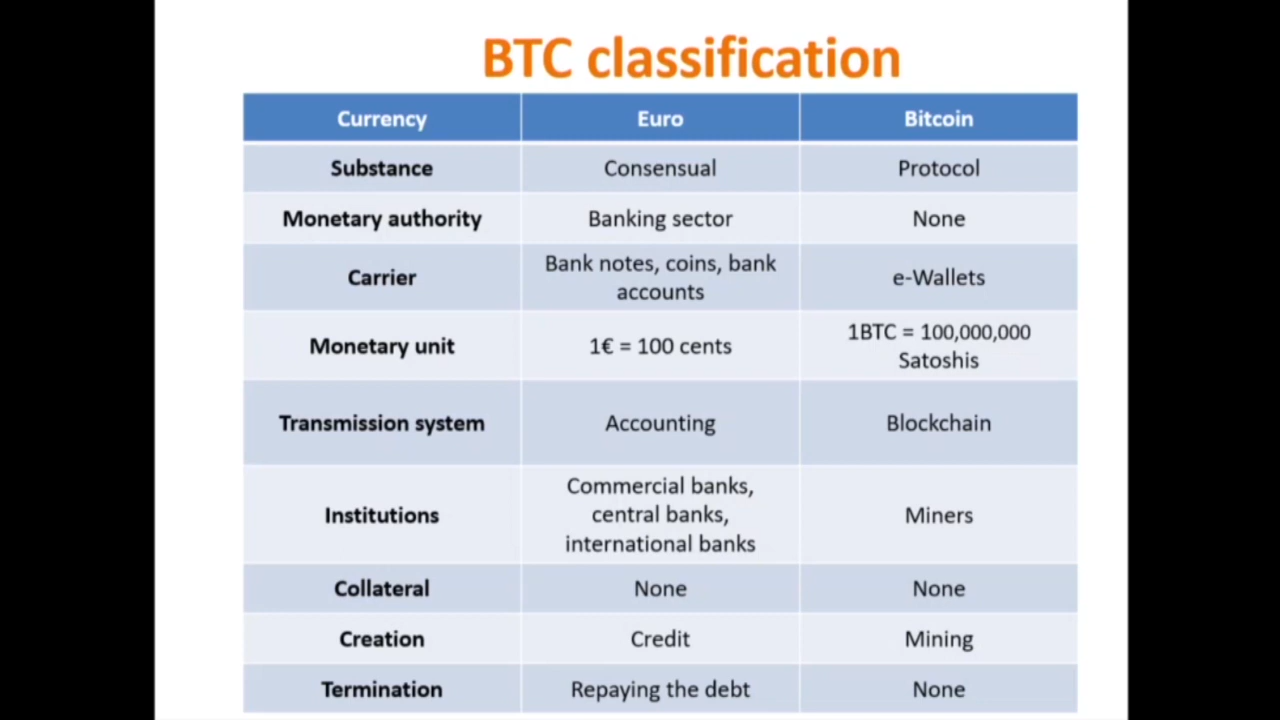 BTC classification
Currency Euro Bitcoin
Substance Consensual Protocol
Monetary authority Banking sector None
Carrier Bank notes, coins, bank accounts e-Wallets
Monetary unit 1€ = 100 cents 1BTC = 100,000,000 Satoshis
Transmission system Accounting Blockchain
Institutions Commercial banks, central banks, international banks Miners
Collateral None None
Creation Credit Mining
Termination Repaying the debt None